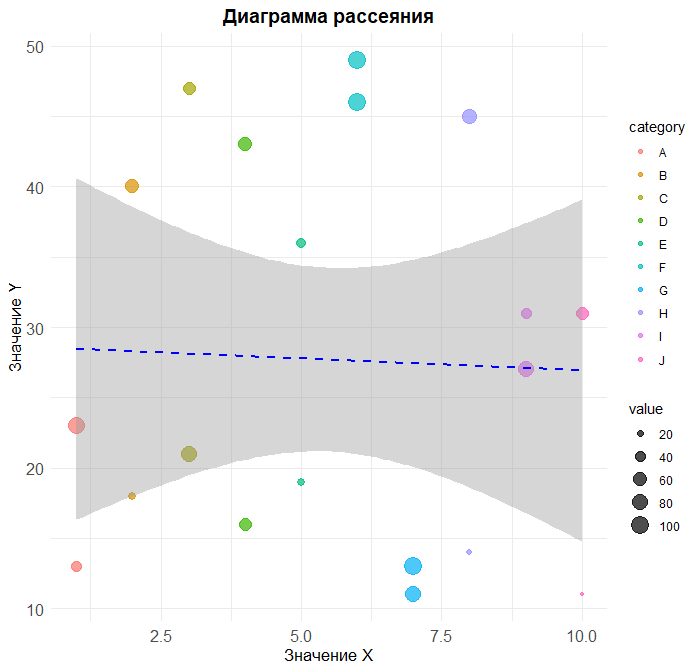 Диаграмма рассеяния
50
40
30
20
10
Значение Y
2.5
5.0
7.5
10.0
Значение X
category
A
B
C
D
E
F
G
H
I
J
value
20
40
60
80
100